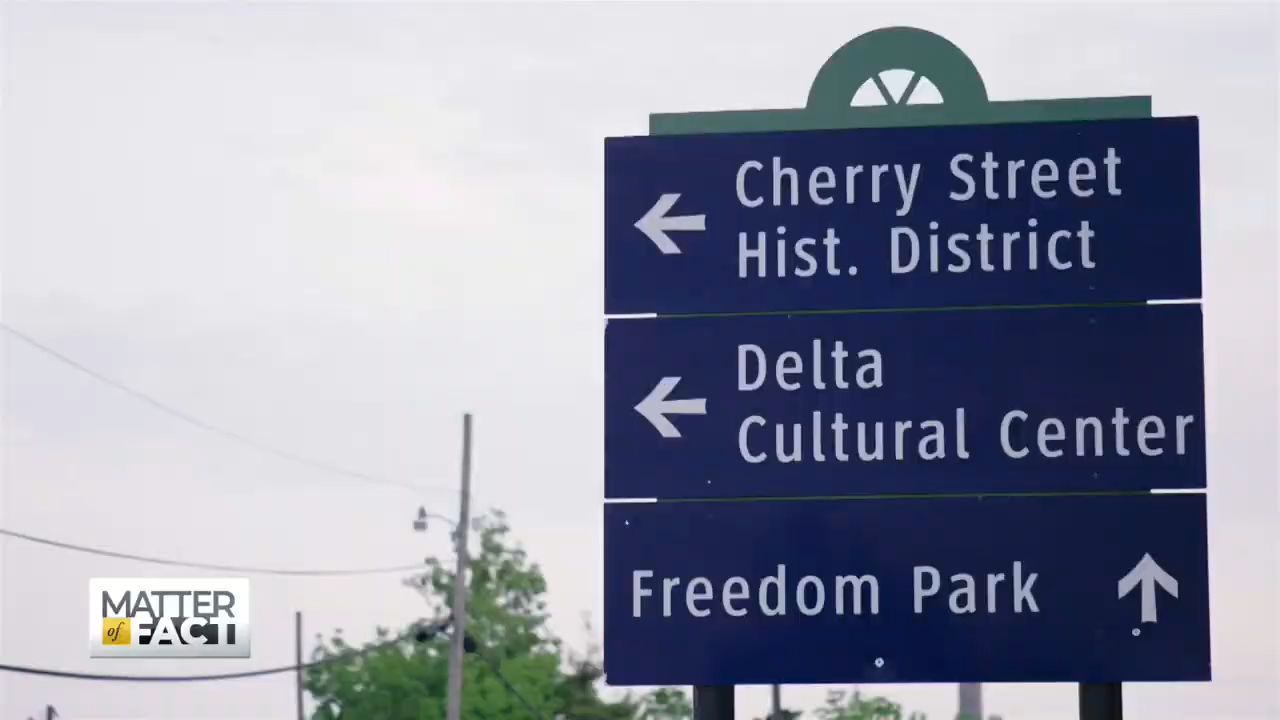 Cherry Street
Hist. District
Delta
Cultural Center
Freedom Park
MATTER
of FACT